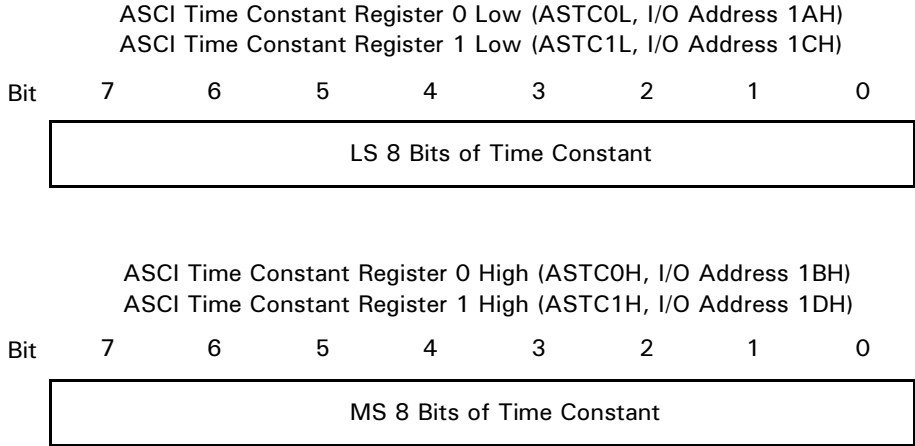 ASCI Time Constant Register 0 Low (ASTC0L, I/O Address 1AH)
ASCI Time Constant Register 1 Low (ASTC1L, I/O Address 1CH)
Bit 7 6 5 4 3 2 1 0
LS 8 Bits of Time Constant
ASCI Time Constant Register 0 High (ASTC0H, I/O Address 1BH)
ASCI Time Constant Register 1 High (ASTC1H, I/O Address 1DH)
Bit 7 6 5 4 3 2 1 0
MS 8 Bits of Time Constant